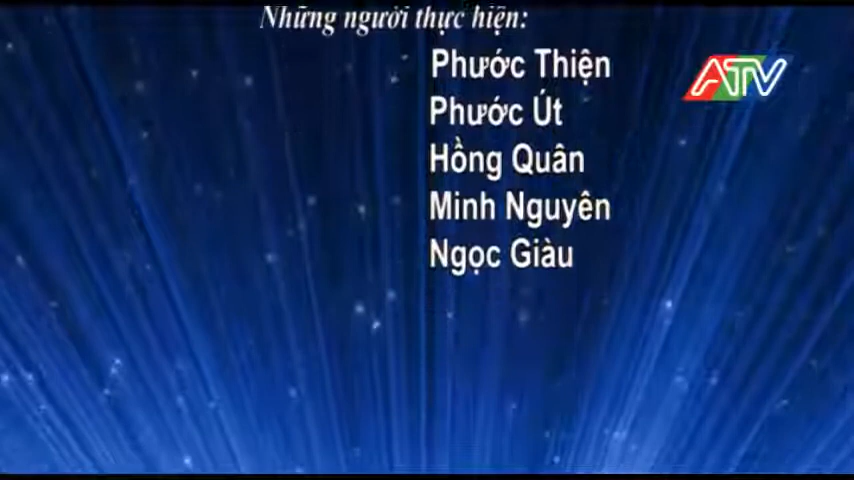 Những người thực hiện:
Phước Thiện
ATV
Phước Út
Hồng Quân
Minh Nguyên
Ngọc Giàu